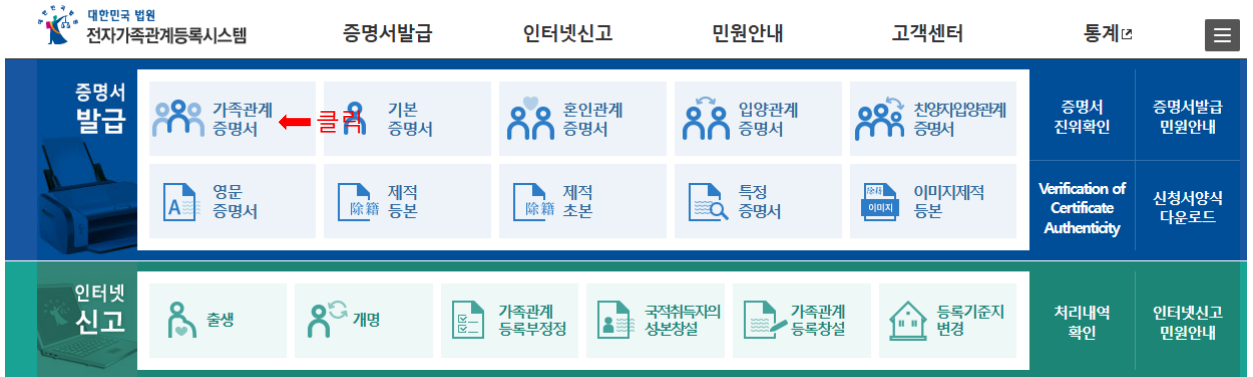 대한민국 법원
전자가족관계등록시스템
증명서발급
인터넷신고
민원안내
고객센터
통계
증명서
발급
가족관계
증명서
클릭
기본
증명서
혼인관계
증명서
입양관계
증명서
친양자입양관계
증명서
증명서
진위확인
증명서발급
민원안내
A
영문
증명서
除籍
제적
등본
除籍
제적
초본
특정
증명서
除籍
이미지
이미지제적
등본
Verification of
Certificate
Authenticity
신청서양식
다운로드
인터넷
신고
출생
개명
가족관계
등록부정정
국적취득자의
성본창설
가족관계
등록창설
등록기준지
변경
처리내역
확인
인터넷신고
민원안내